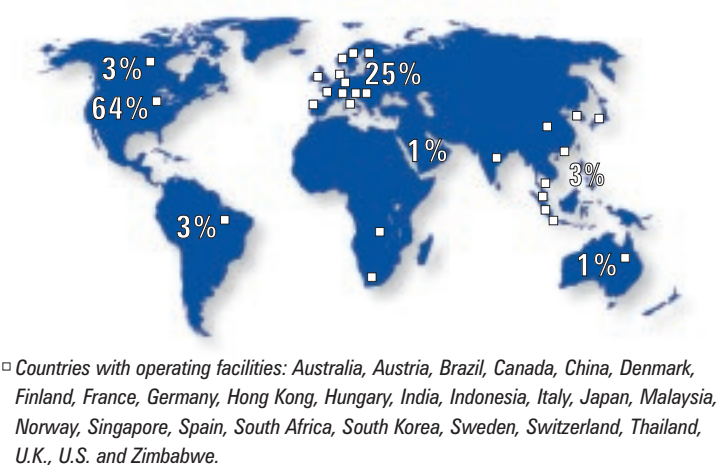 3%
25%
64%
1%
3%
3%
1%
Countries with operating facilities: Australia, Austria, Brazil, Canada, China, Denmark,
Finland, France, Germany, Hong Kong, Hungary, India, Indonesia, Italy, Japan, Malaysia,
Norway, Singapore, Spain, South Africa, South Korea, Sweden, Switzerland, Thailand,
U.K., U.S. and Zimbabwe.